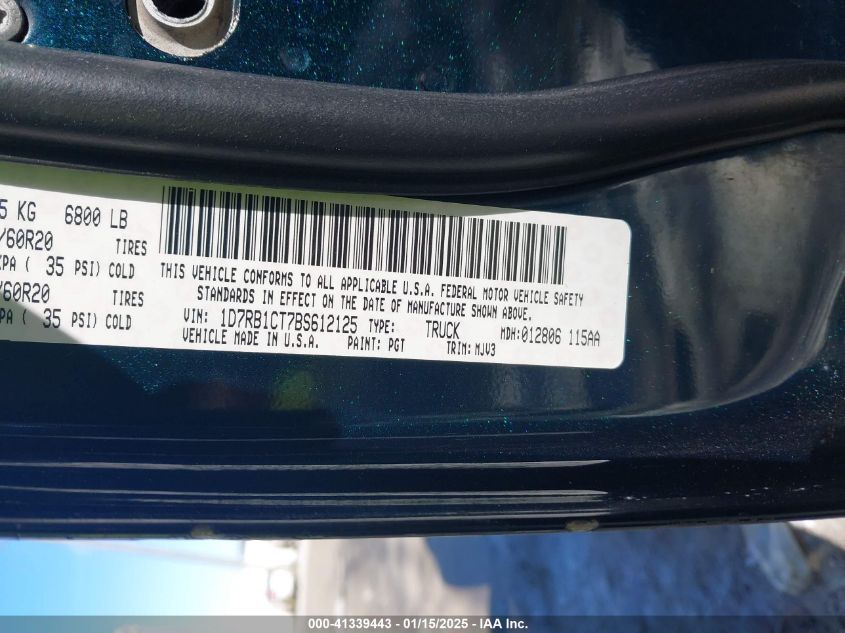 5 KG 6800 LB
/60R20 TIRES
KPA ( 35 PSI) COLD
/60R20 TIRES
PA ( 35 PSI) COLD
THIS VEHICLE CONFORMS TO ALL APPLICABLE U.S.A. FEDERAL MOTOR VEHICLE SAFETY
STANDARDS IN EFFECT ON THE DATE OF MANUFACTURE SHOWN ABOVE.
VIN: 1D7RB1CT7BS612125 TYPE: TRUCK MDH:012806 115AA
VEHICLE MADE IN U.S.A. PAINT: PGT TRIM: MJV3
000-41339443 - 01/15/2025 - IAA Inc.